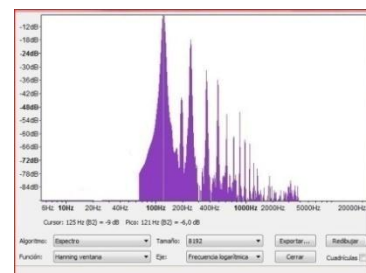 -12dB-
-18dB-
-24dB-
-30dB-
-36dB-
-42dB-
-48dB-
-54dB-
-60dB-
-66dB-
-72dB-
-78dB-
-84dB-
6Hz 10Hz 20Hz 40Hz 100Hz 200Hz 400Hz 1000Hz 2000Hz 20000Hz
Cursor: 125 Hz (B2) = -9 dB Pico: 121 Hz (B2) = -6,0 dB
Algoritmo: Espectro Tamaño: 8192 Exportar... Redibujar
Función: Hanning ventana Eje: Frecuencia logarítmica Cerrar Cuadrículas